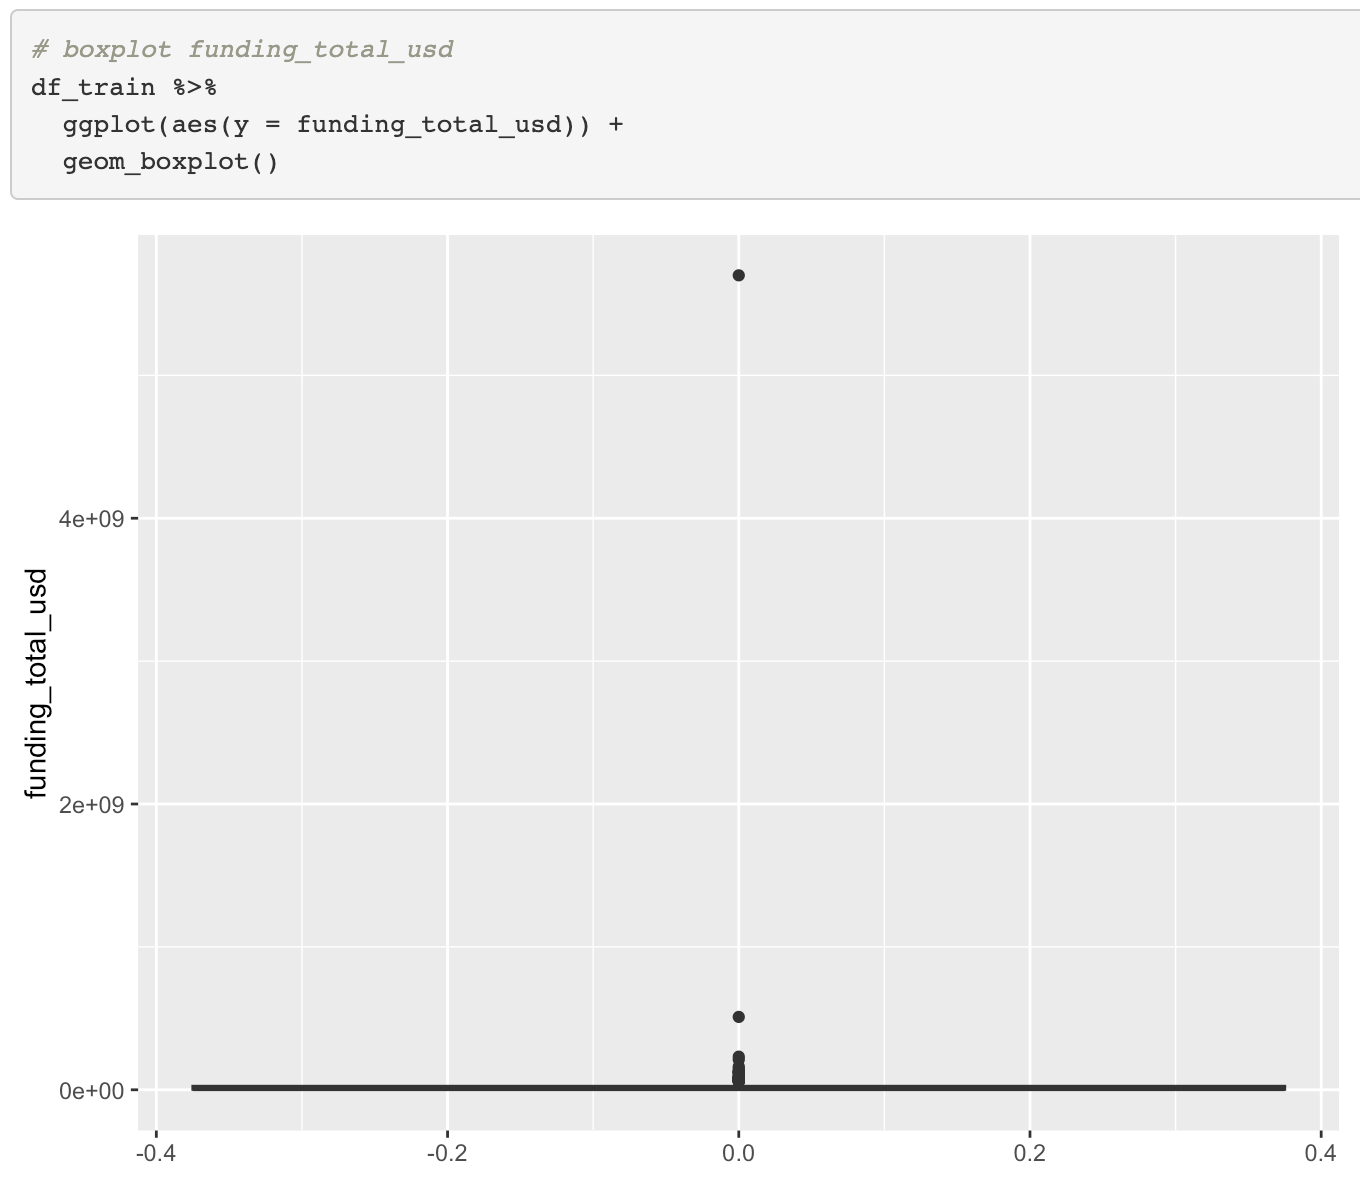 # boxplot funding_total_usd
df_train %>%
  ggplot(aes(y = funding_total_usd)) +
  geom_boxplot()
funding_total_usd
4e+09
2e+09
0e+00
-0.4 -0.2 0.0 0.2 0.4